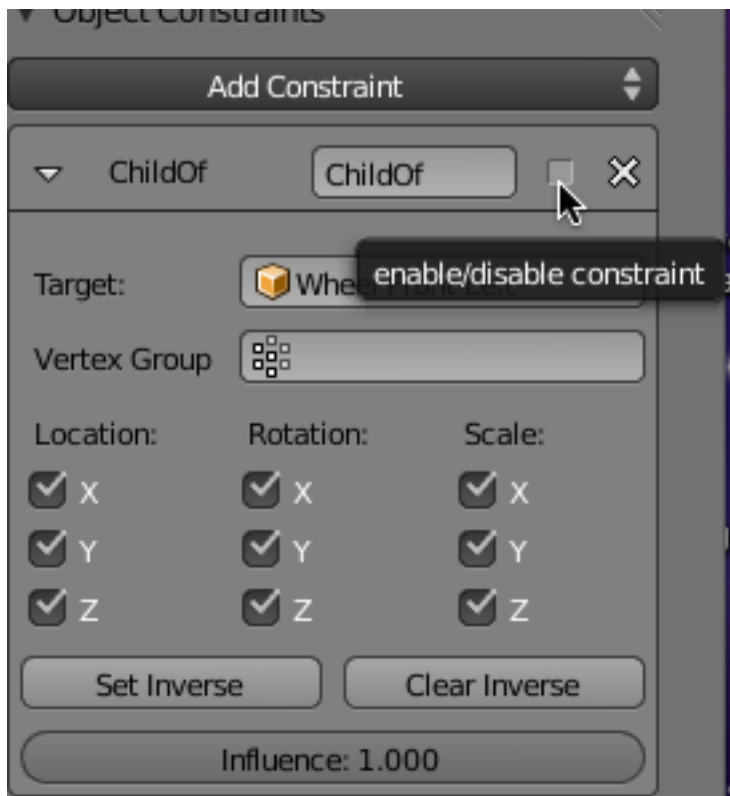 Object Constraints
Add Constraint
ChildOf ChildOf
enable/disable constraint
Target:
Vertex Group
Location: Rotation: Scale:
X X X
Y Y Y
Z Z Z
Set Inverse Clear Inverse
Influence: 1.000